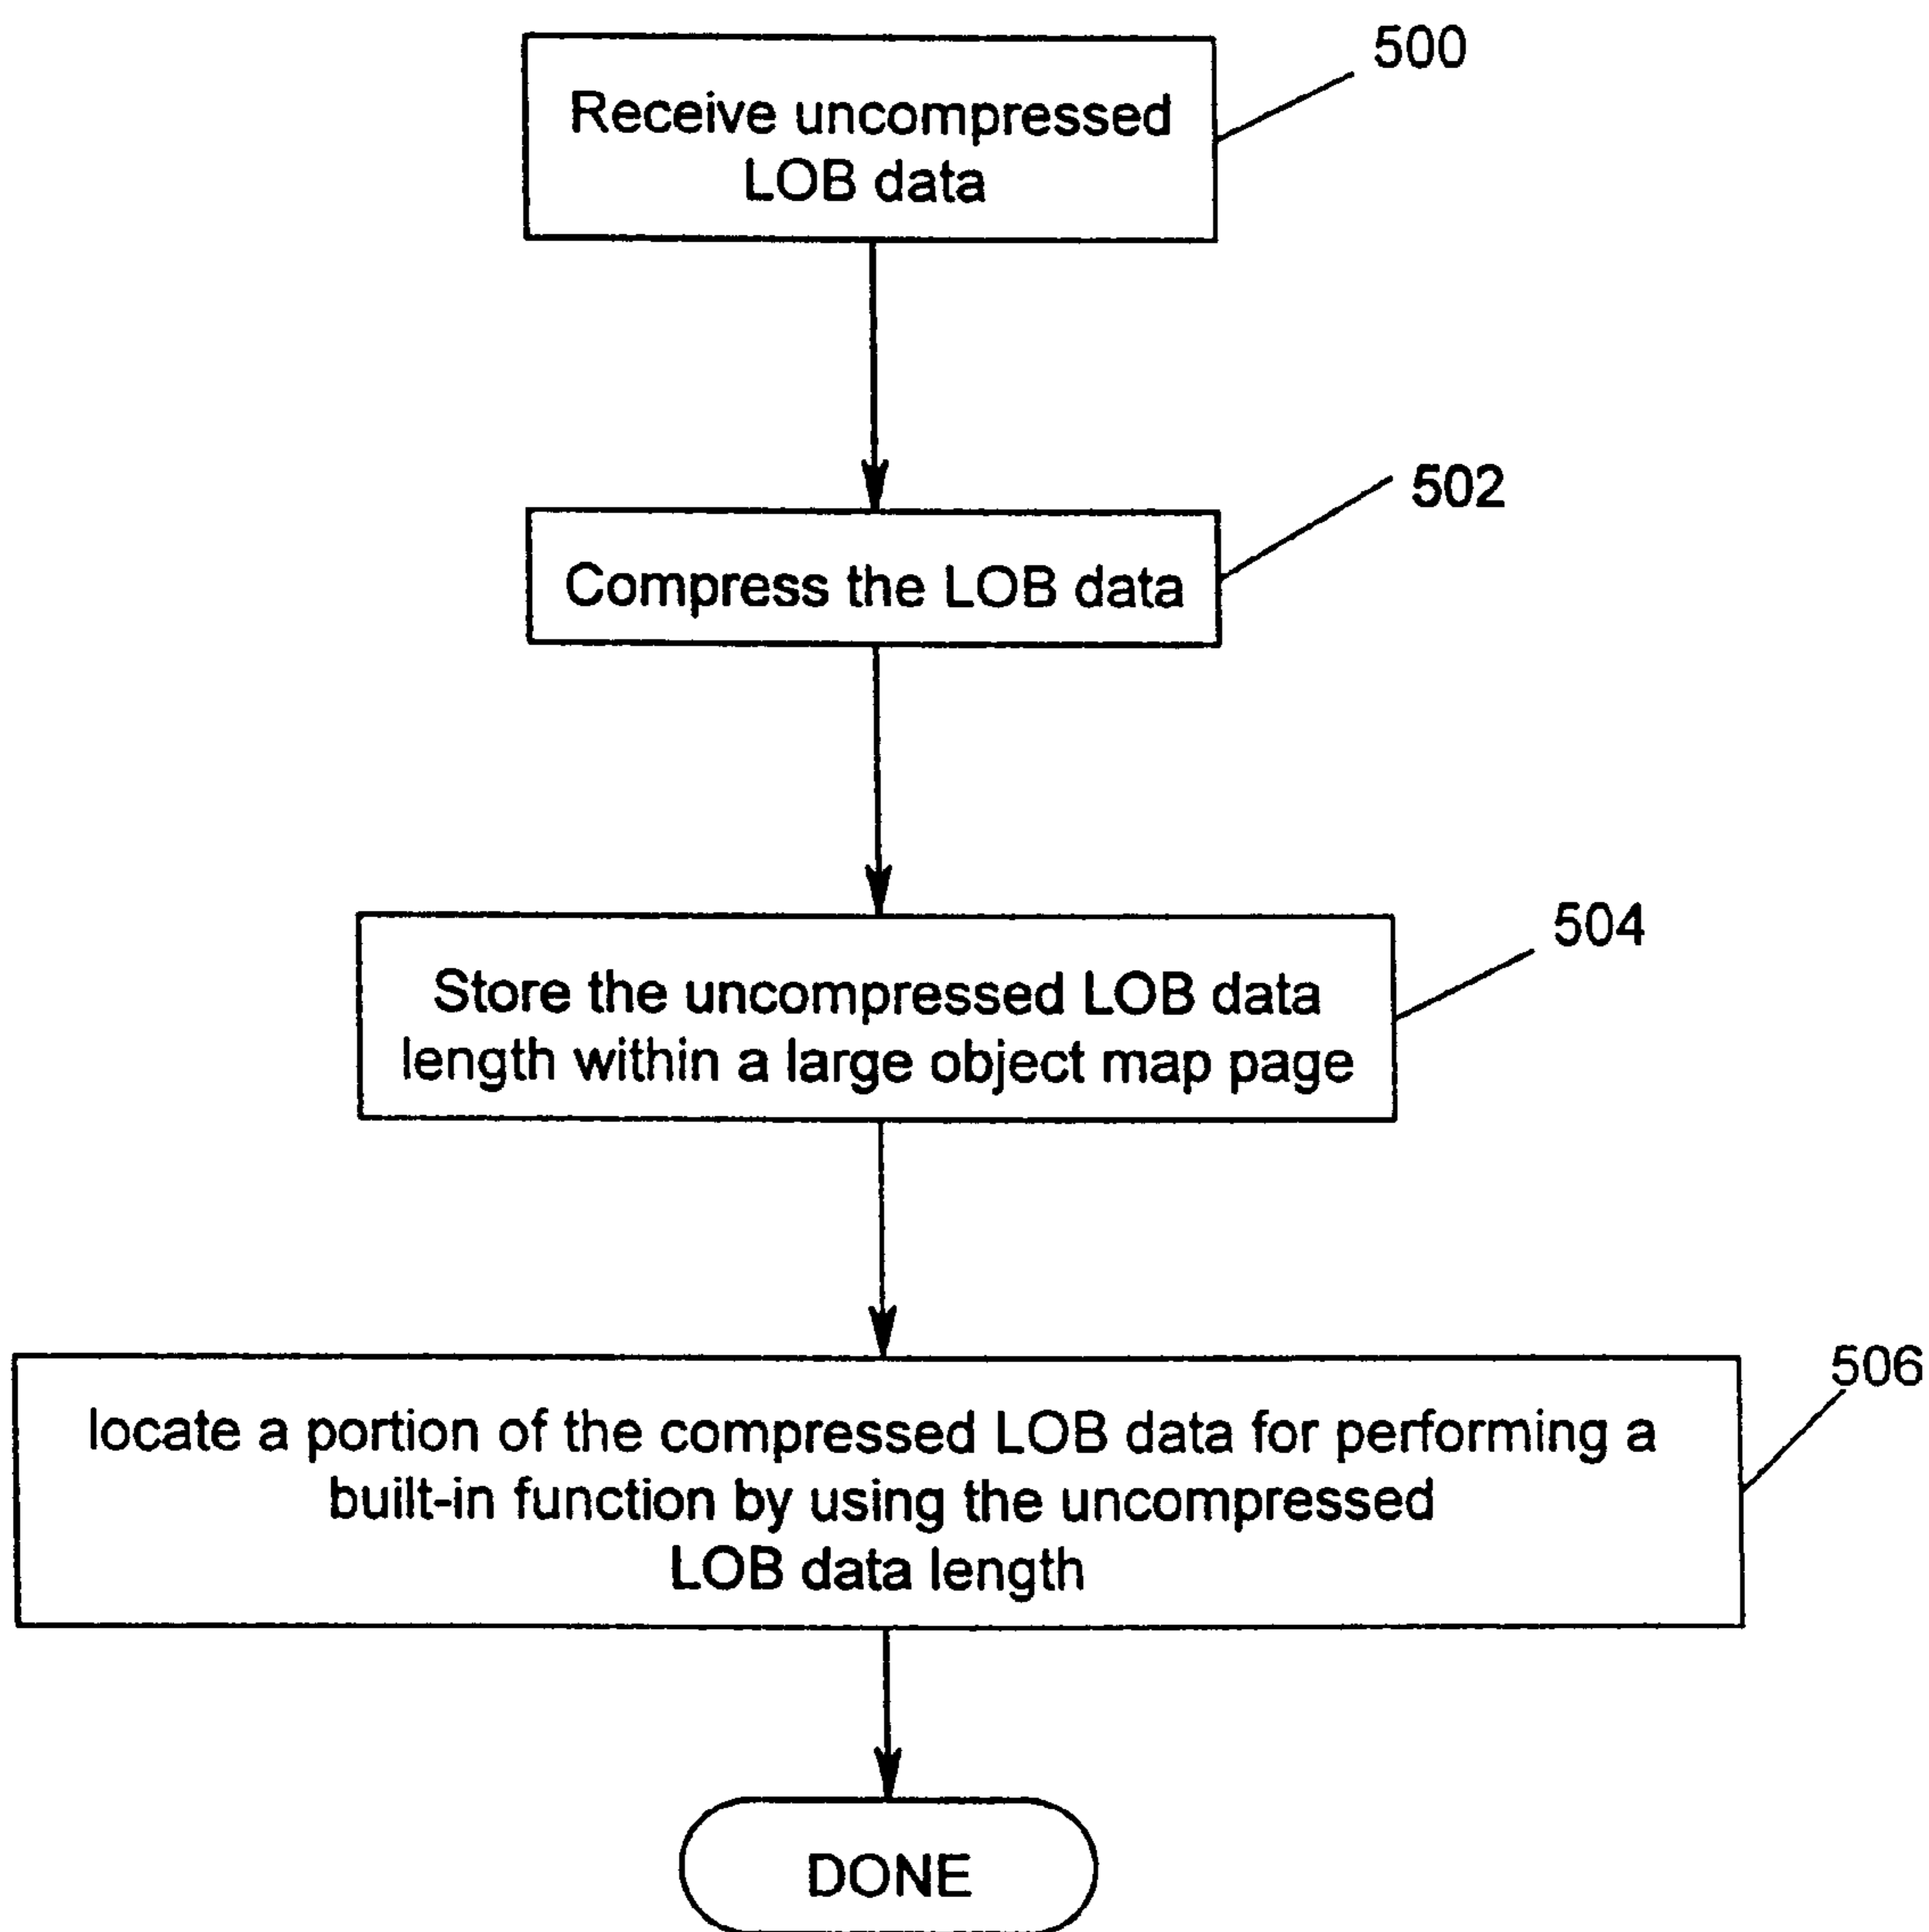 500
Receive uncompressed
LOB data
502
Compress the LOB data
504
Store the uncompressed LOB data
length within a large object map page
506
locate a portion of the compressed LOB data for performing a
built-in function by using the uncompressed
LOB data length
DONE